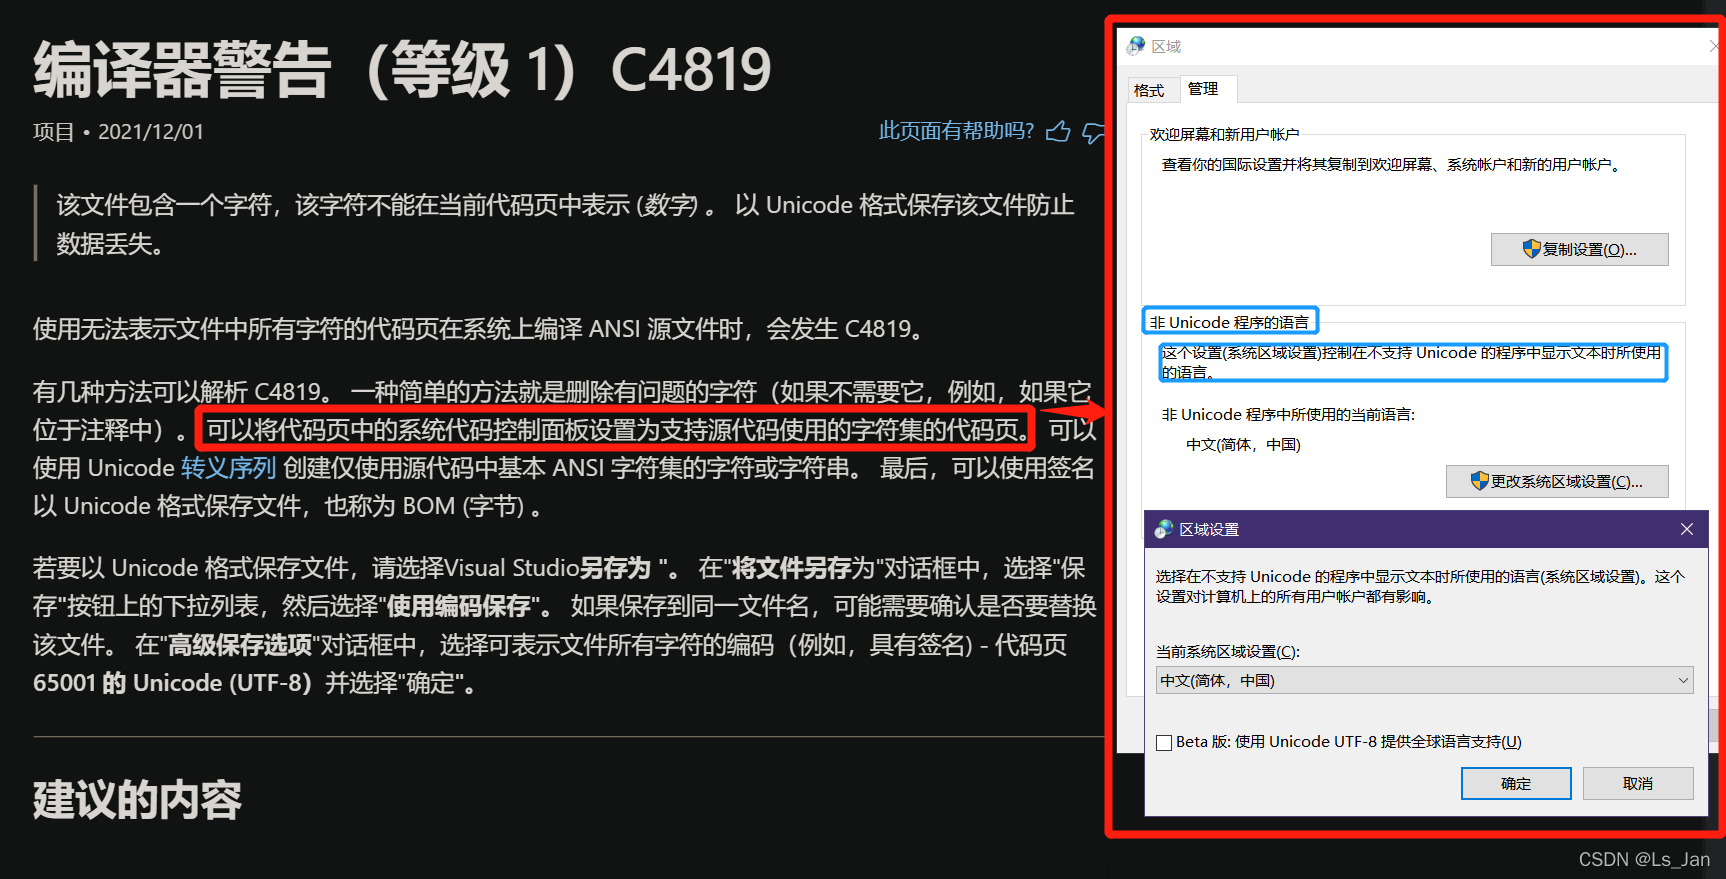 编译器警告（等级 1）C4819
项目 • 2021/12/01
此页面有帮助吗?
该文件包含一个字符，该字符不能在当前代码页中表示 (数字) 。 以 Unicode 格式保存该文件防止
数据丢失。
使用无法表示文件中所有字符的代码页在系统上编译 ANSI 源文件时，会发生 C4819。
有几种方法可以解析 C4819。 一种简单的方法就是删除有问题的字符（如果不需要它，例如，如果它
位于注释中）。 可以将代码页中的系统代码控制面板设置为支持源代码使用的字符集的代码页。 可以
使用 Unicode 转义序列 创建仅使用源代码中基本 ANSI 字符集的字符或字符串。 最后，可以使用签名
以 Unicode 格式保存文件，也称为 BOM (字节) 。
若要以 Unicode 格式保存文件，请选择Visual Studio另存为 "。 在"将文件另存为"对话框中，选择"保
存"按钮上的下拉列表，然后选择"使用编码保存"。 如果保存到同一文件名，可能需要确认是否要替换
该文件。 在"高级保存选项"对话框中，选择可表示文件所有字符的编码（例如，具有签名) - 代码页
65001 的 Unicode (UTF-8）并选择"确定"。
建议的内容
区域
格式
管理
欢迎屏幕和新用户帐户
查看你的国际设置并将其复制到欢迎屏幕、系统帐户和新的用户帐户。
复制设置(O)...
非 Unicode 程序的语言
这个设置(系统区域设置)控制在不支持 Unicode 的程序中显示文本时所使用
的语言。
非 Unicode 程序中所使用的当前语言:
中文(简体，中国)
更改系统区域设置(C)...
区域设置
选择在不支持 Unicode 的程序中显示文本时所使用的语言(系统区域设置)。这个
设置对计算机上的所有用户帐户都有影响。
当前系统区域设置(C):
中文(简体，中国)
Beta 版: 使用 Unicode UTF-8 提供全球语言支持(U)
确定
取消
CSDN @Ls_Jan